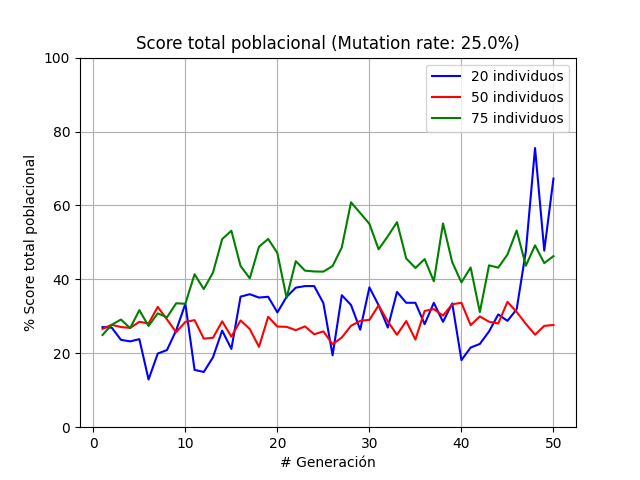 Score total poblacional (Mutation rate: 25.0%)
% Score total poblacional
100
80
60
40
20
0
20 individuos
50 individuos
75 individuos
0 10 20 30 40 50
# Generación